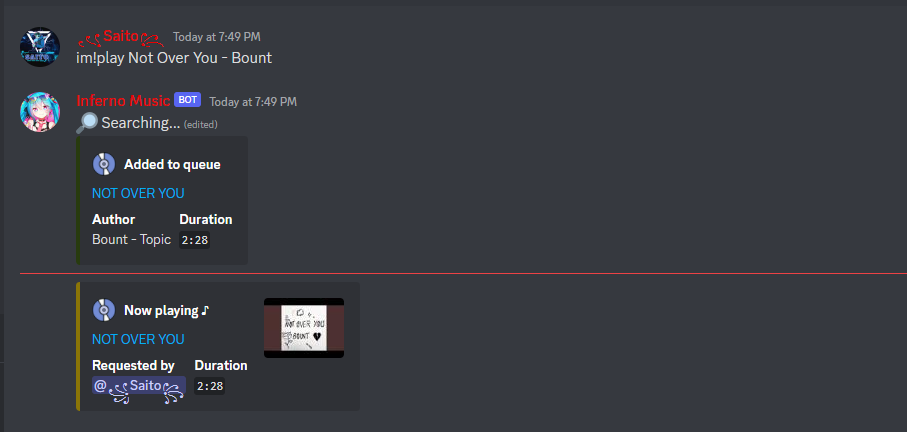 ꧁Saito꧂ Today at 7:49 PM
im!play Not Over You - Bount
Inferno Music BOT Today at 7:49 PM
🔎 Searching... (edited)
Added to queue
NOT OVER YOU
Author Duration
Bount - Topic 2:28
Now playing ♪
NOT OVER YOU
Requested by Duration
@꧁Saito꧂ 2:28
NOT OVER YOU
BOUNT
SAITO